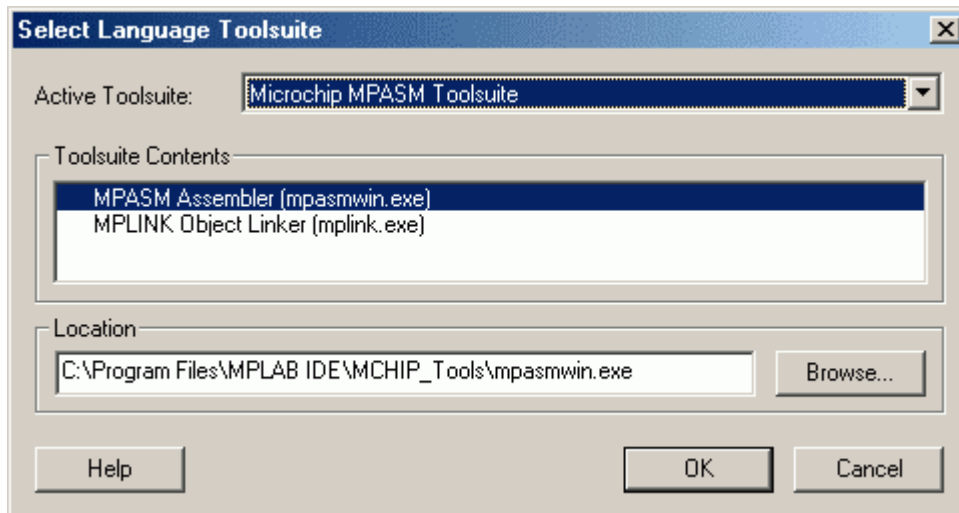 Select Language Toolsuite
Active Toolsuite: Microchip MPASM Toolsuite
Toolsuite Contents
MPASM Assembler (mpasmwin.exe)
MPLINK Object Linker (mplink.exe)
Location
C:\Program Files\MPLAB IDE\MCHIP_Tools\mpasmwin.exe Browse...
Help OK Cancel